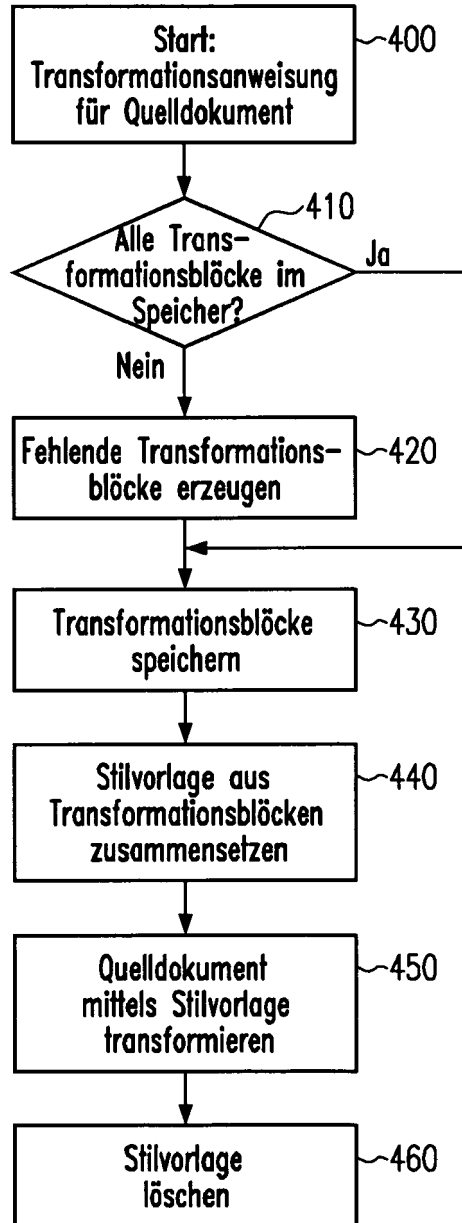 Start:
Transformationsanweisung
für Quelldokument
400
410
Alle Trans-
formationsblöcke im
Speicher?
Ja
Nein
Fehlende Transformations-
blöcke erzeugen
420
Transformationsblöcke
speichern
430
Stilvorlage aus
Transformationsblöcken
zusammensetzen
440
Quelldokument
mittels Stilvorlage
transformieren
450
Stilvorlage
löschen
460